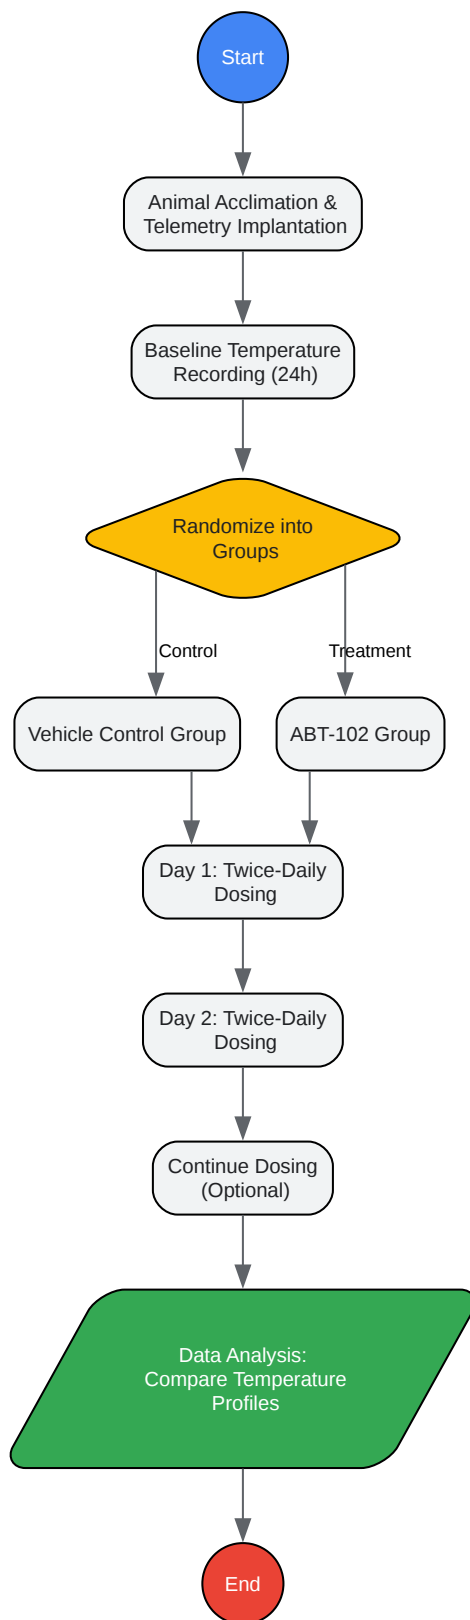 Start
Animal Acclimation &
Telemetry Implantation
Baseline Temperature
Recording (24h)
Randomize into
Groups
Control
Treatment
Vehicle Control Group
ABT-102 Group
Day 1: Twice-Daily
Dosing
Day 2: Twice-Daily
Dosing
Continue Dosing
(Optional)
Data Analysis:
Compare Temperature
Profiles
End